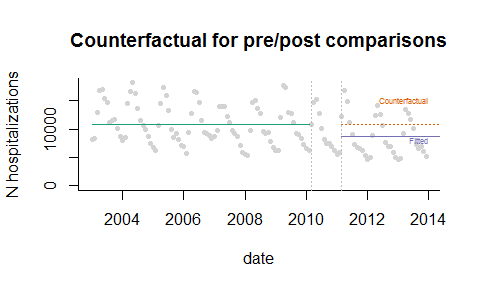 Counterfactual for pre/post comparisons
N hospitalizations
0
10000
Counterfactual
Fitted
2004
2006
2008
2010
2012
2014
date